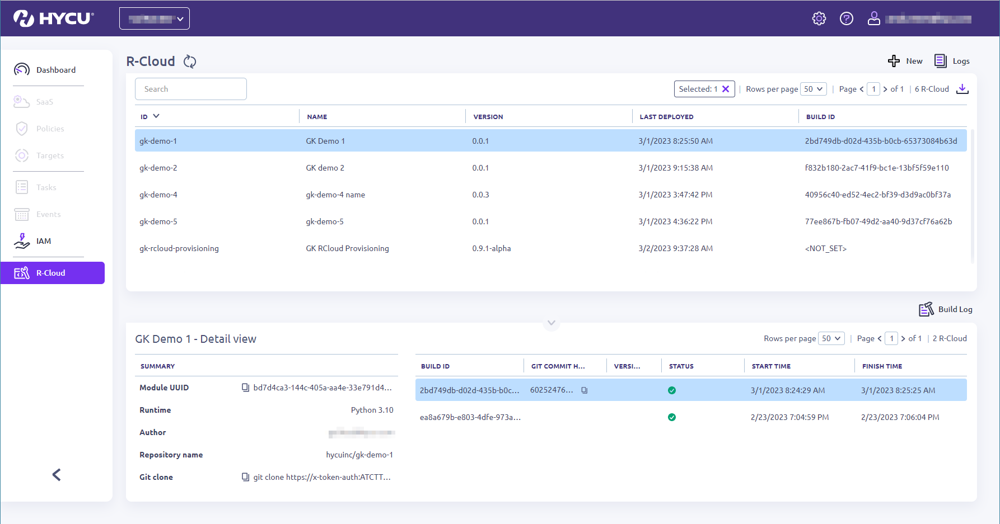 HYCU®
Dashboard
SaaS
Policies
Targets
Tasks
Events
IAM
R-Cloud
R-Cloud
New
Logs
Search
Selected: 1
Rows per page 50
Page 1 of 1
6 R-Cloud
ID NAME VERSION LAST DEPLOYED BUILD ID
gk-demo-1 GK Demo 1 0.0.1 3/1/2023 8:25:50 AM 2bd749db-d02d-435b-b0cb-65373084b63d
gk-demo-2 GK demo 2 0.0.1 3/1/2023 9:15:38 AM f832b180-2ac7-41f9-bc1e-13bf5f59e110
gk-demo-4 gk-demo-4 name 0.0.3 3/1/2023 3:47:42 PM 40956c40-ed52-4ec2-bf39-d3d9ac0bf37a
gk-demo-5 gk-demo-5 0.0.1 3/1/2023 4:36:22 PM 77ee867b-fb07-49d2-aa40-9d37cf76a62b
gk-rcloud-provisioning GK RCloud Provisioning 0.9.1-alpha 3/2/2023 9:37:28 AM <NOT_SET>
Build Log
GK Demo 1 - Detail view
SUMMARY
Module UUID bd7d4ca3-144c-405a-aa4e-33e791d4...
Runtime Python 3.10
Author
Repository name hycuinc/gk-demo-1
Git clone git clone https://x-token-auth:ATCTT...
Rows per page 50
Page 1 of 1
2 R-Cloud
BUILD ID GIT COMMIT H... VERSI... STATUS START TIME FINISH TIME
2bd749db-d02d-435b-b0c... 60252476... 3/1/2023 8:24:29 AM 3/1/2023 8:25:25 AM
ea8a679b-e803-4dfe-973a... 2/23/2023 7:04:59 PM 2/23/2023 7:06:04 PM